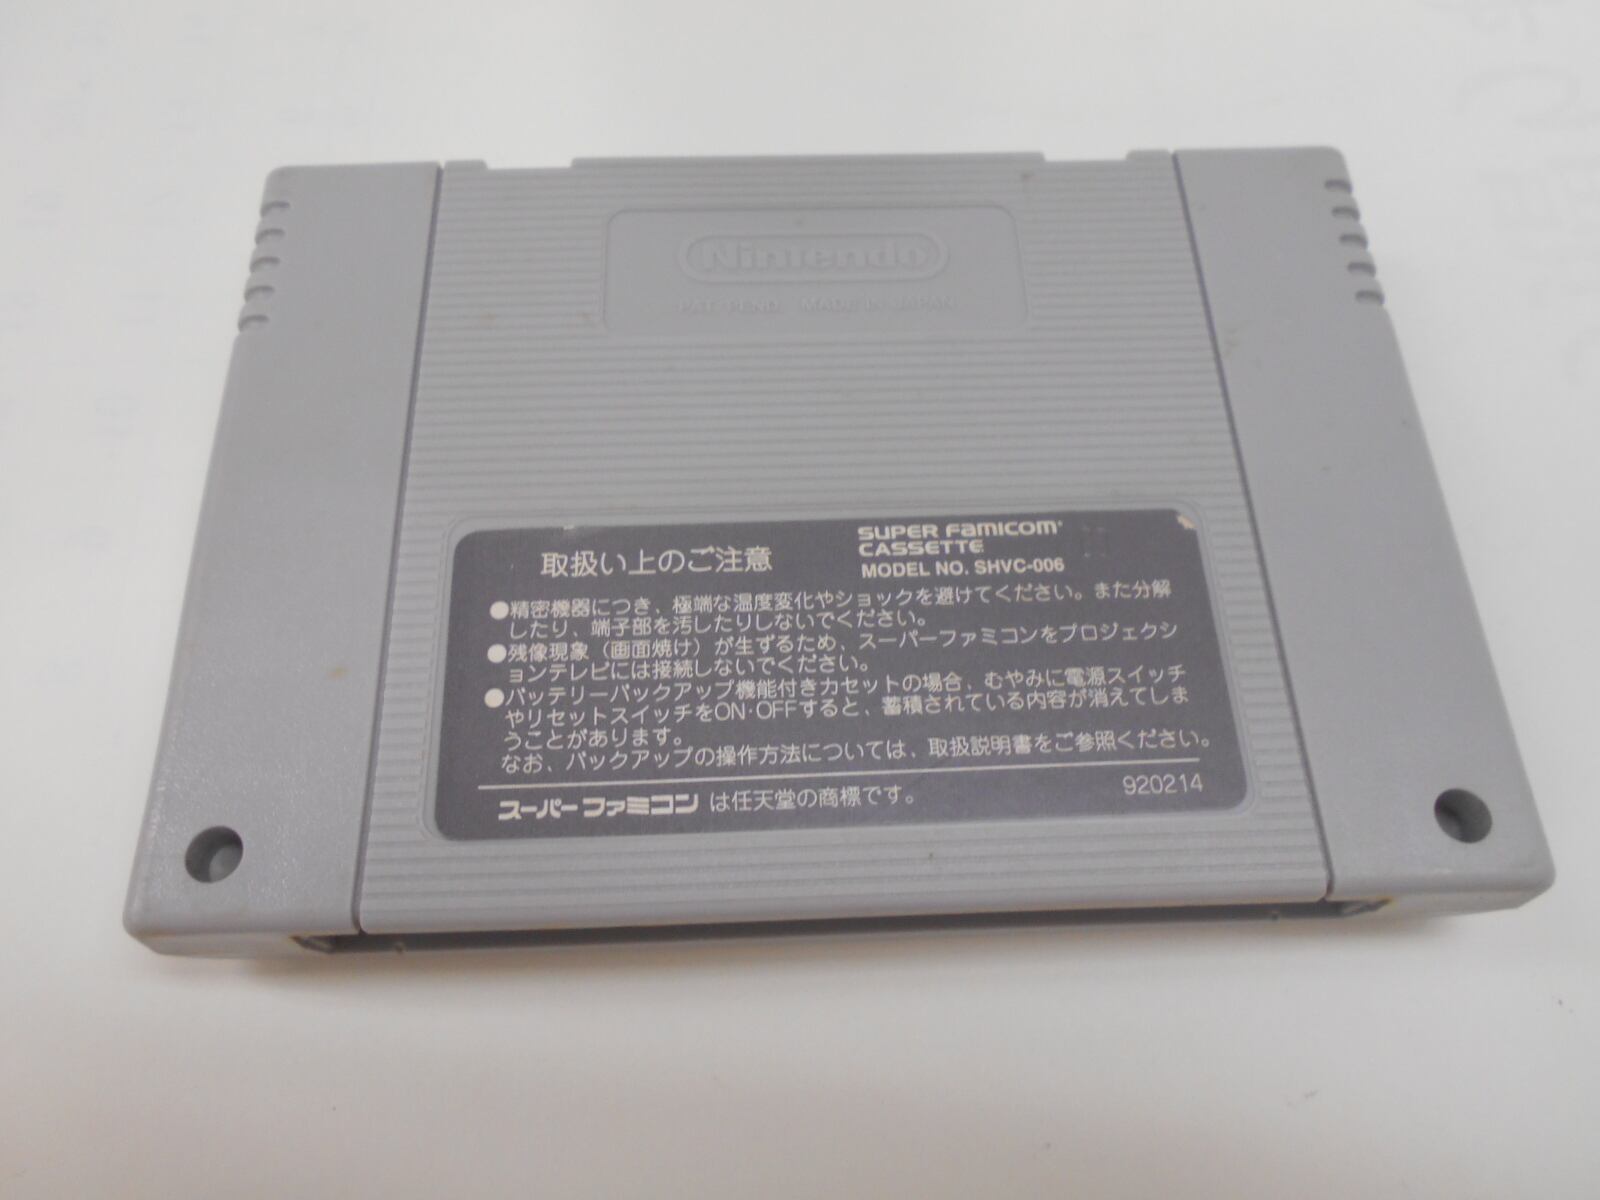 Nintendo
PAT. PEND. MADE IN JAPAN
取扱い上のご注意
SUPER FAMICOM
CASSETTE
MODEL NO. SHVC-006
●精密機器につき、極端な温度変化やショックを避けてください。また分解
したり、端子部を汚したりしないでください。
●残像現象（画面焼け）が生ずるため、スーパーファミコンをプロジェクシ
ョンテレビには接続しないでください。
●バッテリーバックアップ機能付きカセットの場合、むやみに電源スイッチ
やリセットスイッチをON·OFFすると、蓄積されている内容が消えてしま
うことがあります。
なお、バックアップの操作方法については、取扱説明書をご参照ください。
スーパーファミコン は任天堂の商標です。
920214